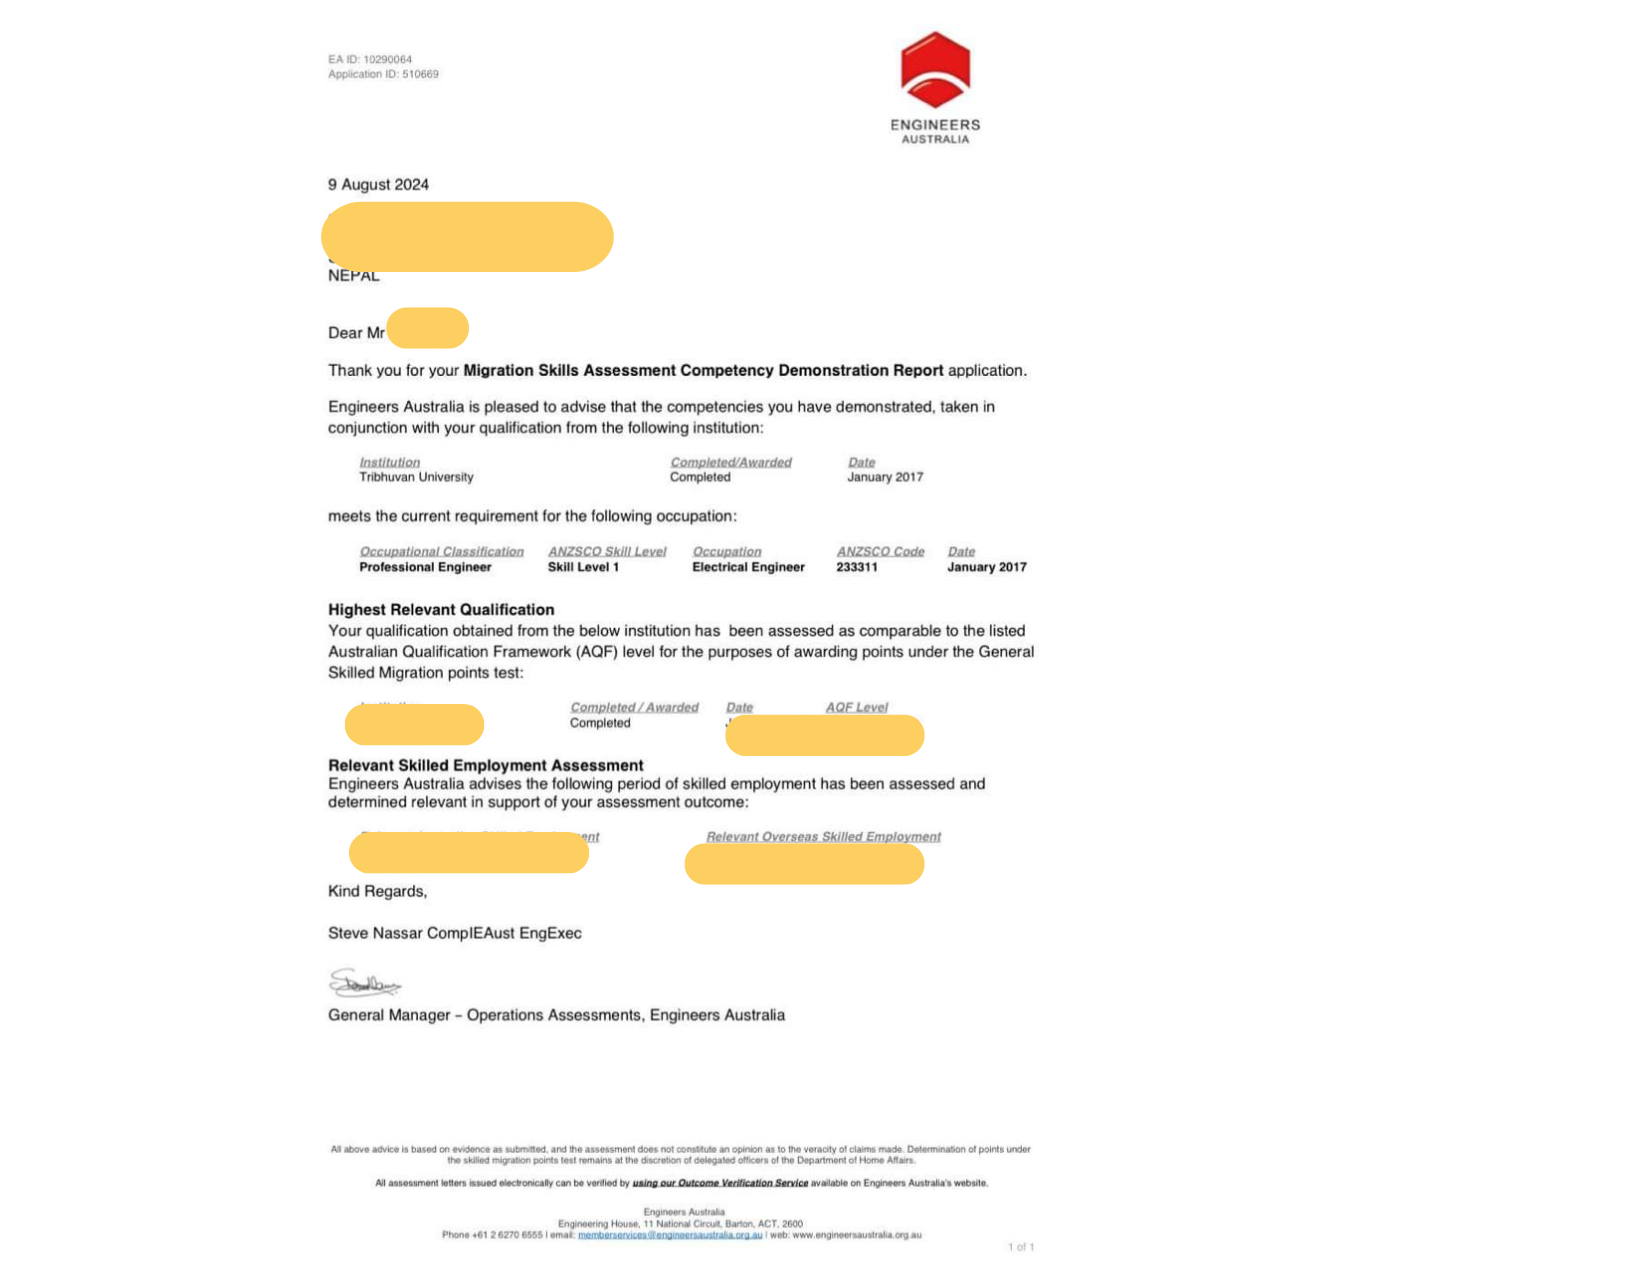 EA ID: 10290064
Application ID: 510669
ENGINEERS
AUSTRALIA
9 August 2024
NEPAL
Dear Mr
Thank you for your Migration Skills Assessment Competency Demonstration Report application.
Engineers Australia is pleased to advise that the competencies you have demonstrated, taken in
conjunction with your qualification from the following institution:
Institution Completed/Awarded Date
Tribhuvan University Completed January 2017
meets the current requirement for the following occupation:
Occupational Classification ANZSCO Skill Level Occupation ANZSCO Code Date
Professional Engineer Skill Level 1 Electrical Engineer 233311 January 2017
Highest Relevant Qualification
Your qualification obtained from the below institution has been assessed as comparable to the listed
Australian Qualification Framework (AQF) level for the purposes of awarding points under the General
Skilled Migration points test:
Completed / Awarded Date AQF Level
Completed
Relevant Skilled Employment Assessment
Engineers Australia advises the following period of skilled employment has been assessed and
determined relevant in support of your assessment outcome:
Relevant Overseas Skilled Employment
Kind Regards,
Steve Nassar CompIEAust EngExec
General Manager – Operations Assessments, Engineers Australia
All above advice is based on evidence as submitted, and the assessment does not constitute an opinion as to the veracity of claims made. Determination of points under
the skilled migration points test remains at the discretion of delegated officers of the Department of Home Affairs.
All assessment letters issued electronically can be verified by using our Outcome Verification Service available on Engineers Australia's website.
Engineers Australia
Engineering House, 11 National Circuit, Barton, ACT, 2600
Phone +61 2 6270 6555 | email: memberservices@engineersaustralia.org.au | web: www.engineersaustralia.org.au
1 of 1